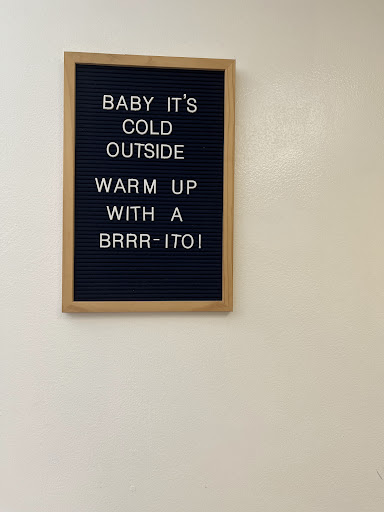 BABY IT'S
COLD
OUTSIDE
WARM UP
WITH A
BRRR-ITO!